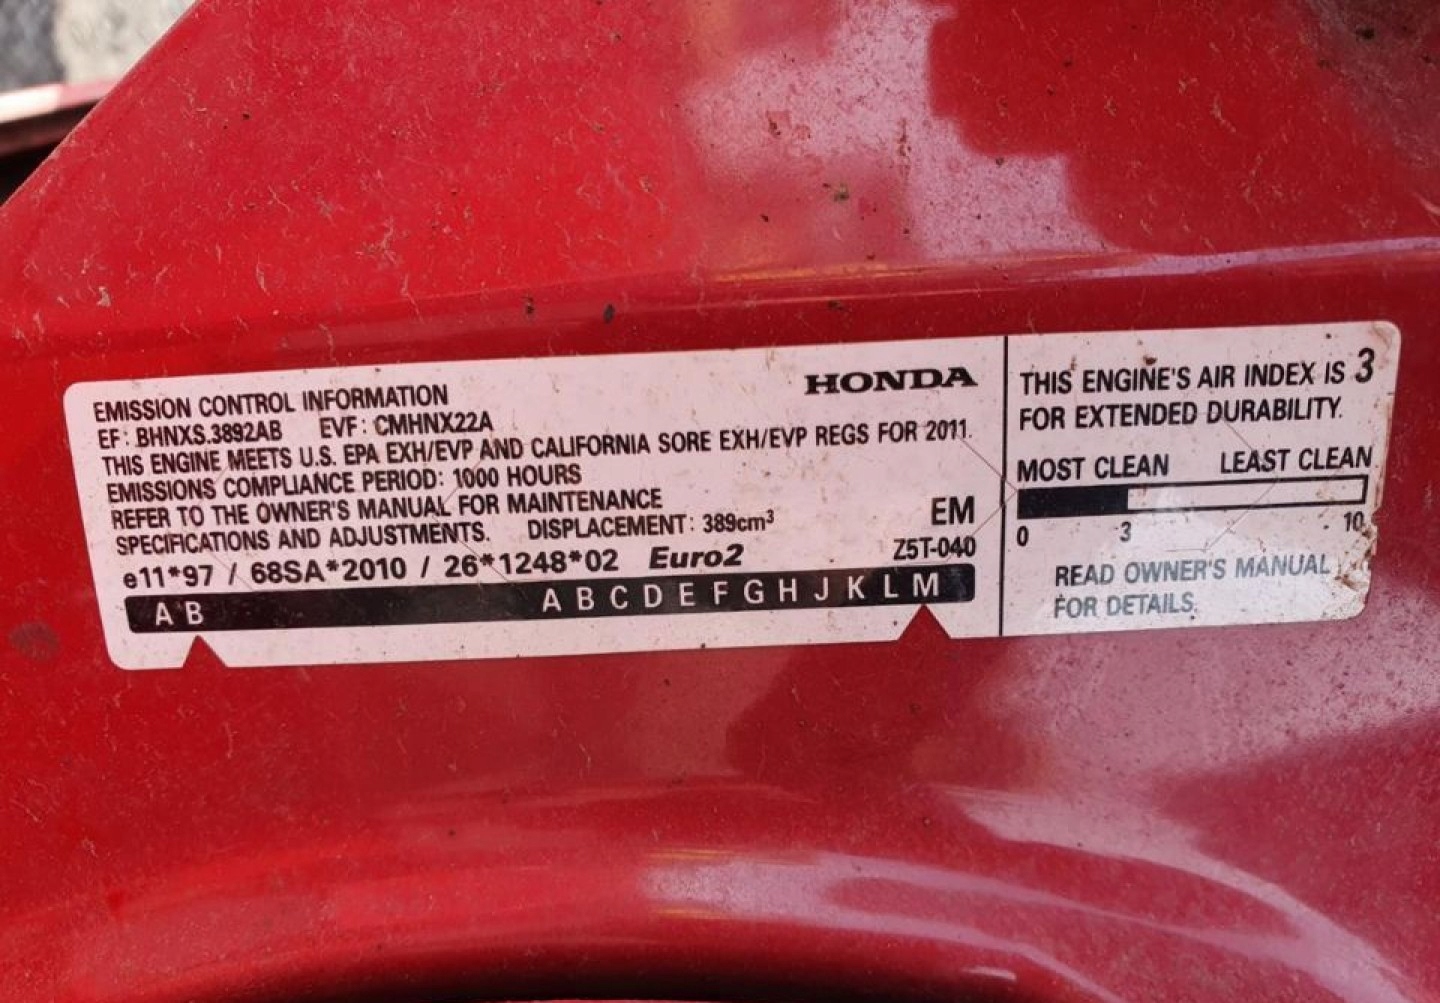 EMISSION CONTROL INFORMATION
HONDA
EF: BHNXS.3892AB EVF: CMHNX22A
THIS ENGINE MEETS U.S. EPA EXH/EVP AND CALIFORNIA SORE EXH/EVP REGS FOR 2011.
EMISSIONS COMPLIANCE PERIOD: 1000 HOURS
REFER TO THE OWNER'S MANUAL FOR MAINTENANCE
SPECIFICATIONS AND ADJUSTMENTS. DISPLACEMENT: 389cm³
EM
e11*97 / 68SA*2010 / 26*1248*02 Euro2
Z5T-040
A B A B C D E F G H J K L M
THIS ENGINE'S AIR INDEX IS 3
FOR EXTENDED DURABILITY.
MOST CLEAN LEAST CLEAN
0 3 10
READ OWNER'S MANUAL
FOR DETAILS.